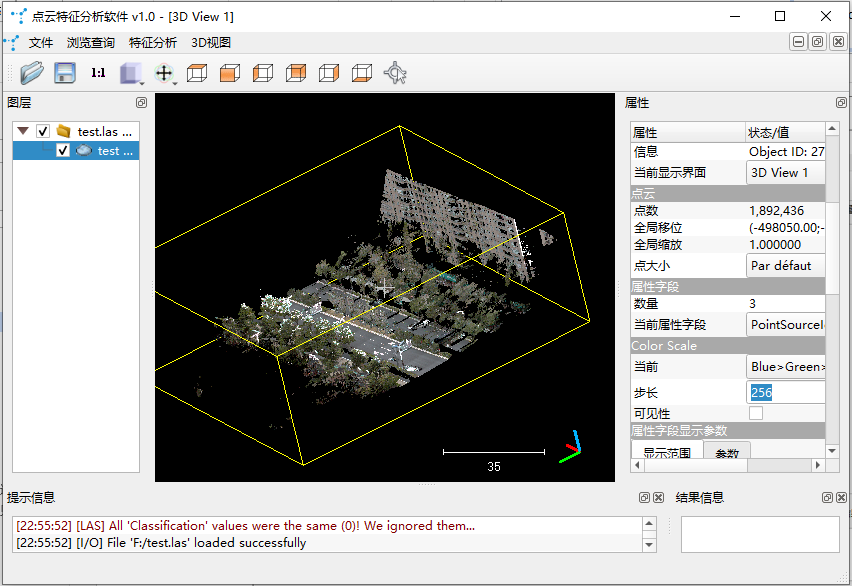 点云特征分析软件 v1.0 - [3D View 1]
文件 浏览查询 特征分析 3D视图
1:1
图层
test.las ...
test ...
35
属性
属性 状态/值
信息 Object ID: 27
当前显示界面 3D View 1
点云
点数 1,892,436
全局移位 (-498050.00;-
全局缩放 1.000000
点大小 Par défaut
属性字段
数量 3
当前属性字段 PointSourceI
Color Scale
当前 Blue>Green>
步长 256
可见性
属性字段显示参数
显示范围 参数
提示信息
[22:55:52] [LAS] All 'Classification' values were the same (0)! We ignored them...
[22:55:52] [I/O] File 'F:/test.las' loaded successfully
结果信息